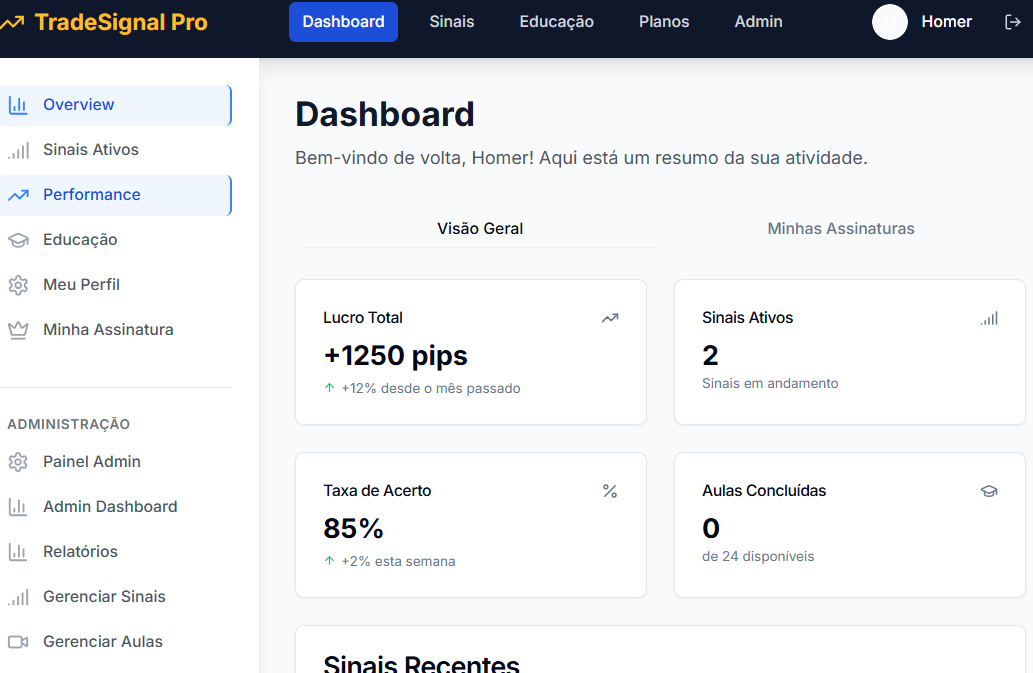 TradeSignal Pro
Dashboard
Sinais
Educação
Planos
Admin
Homer
Overview
Sinais Ativos
Performance
Educação
Meu Perfil
Minha Assinatura
ADMINISTRAÇÃO
Painel Admin
Admin Dashboard
Relatórios
Gerenciar Sinais
Gerenciar Aulas
Dashboard
Bem-vindo de volta, Homer! Aqui está um resumo da sua atividade.
Visão Geral
Minhas Assinaturas
Lucro Total
+1250 pips
+12% desde o mês passado
Sinais Ativos
2
Sinais em andamento
Taxa de Acerto
%
85%
+2% esta semana
Aulas Concluídas
0
de 24 disponíveis
Sinais Recentes